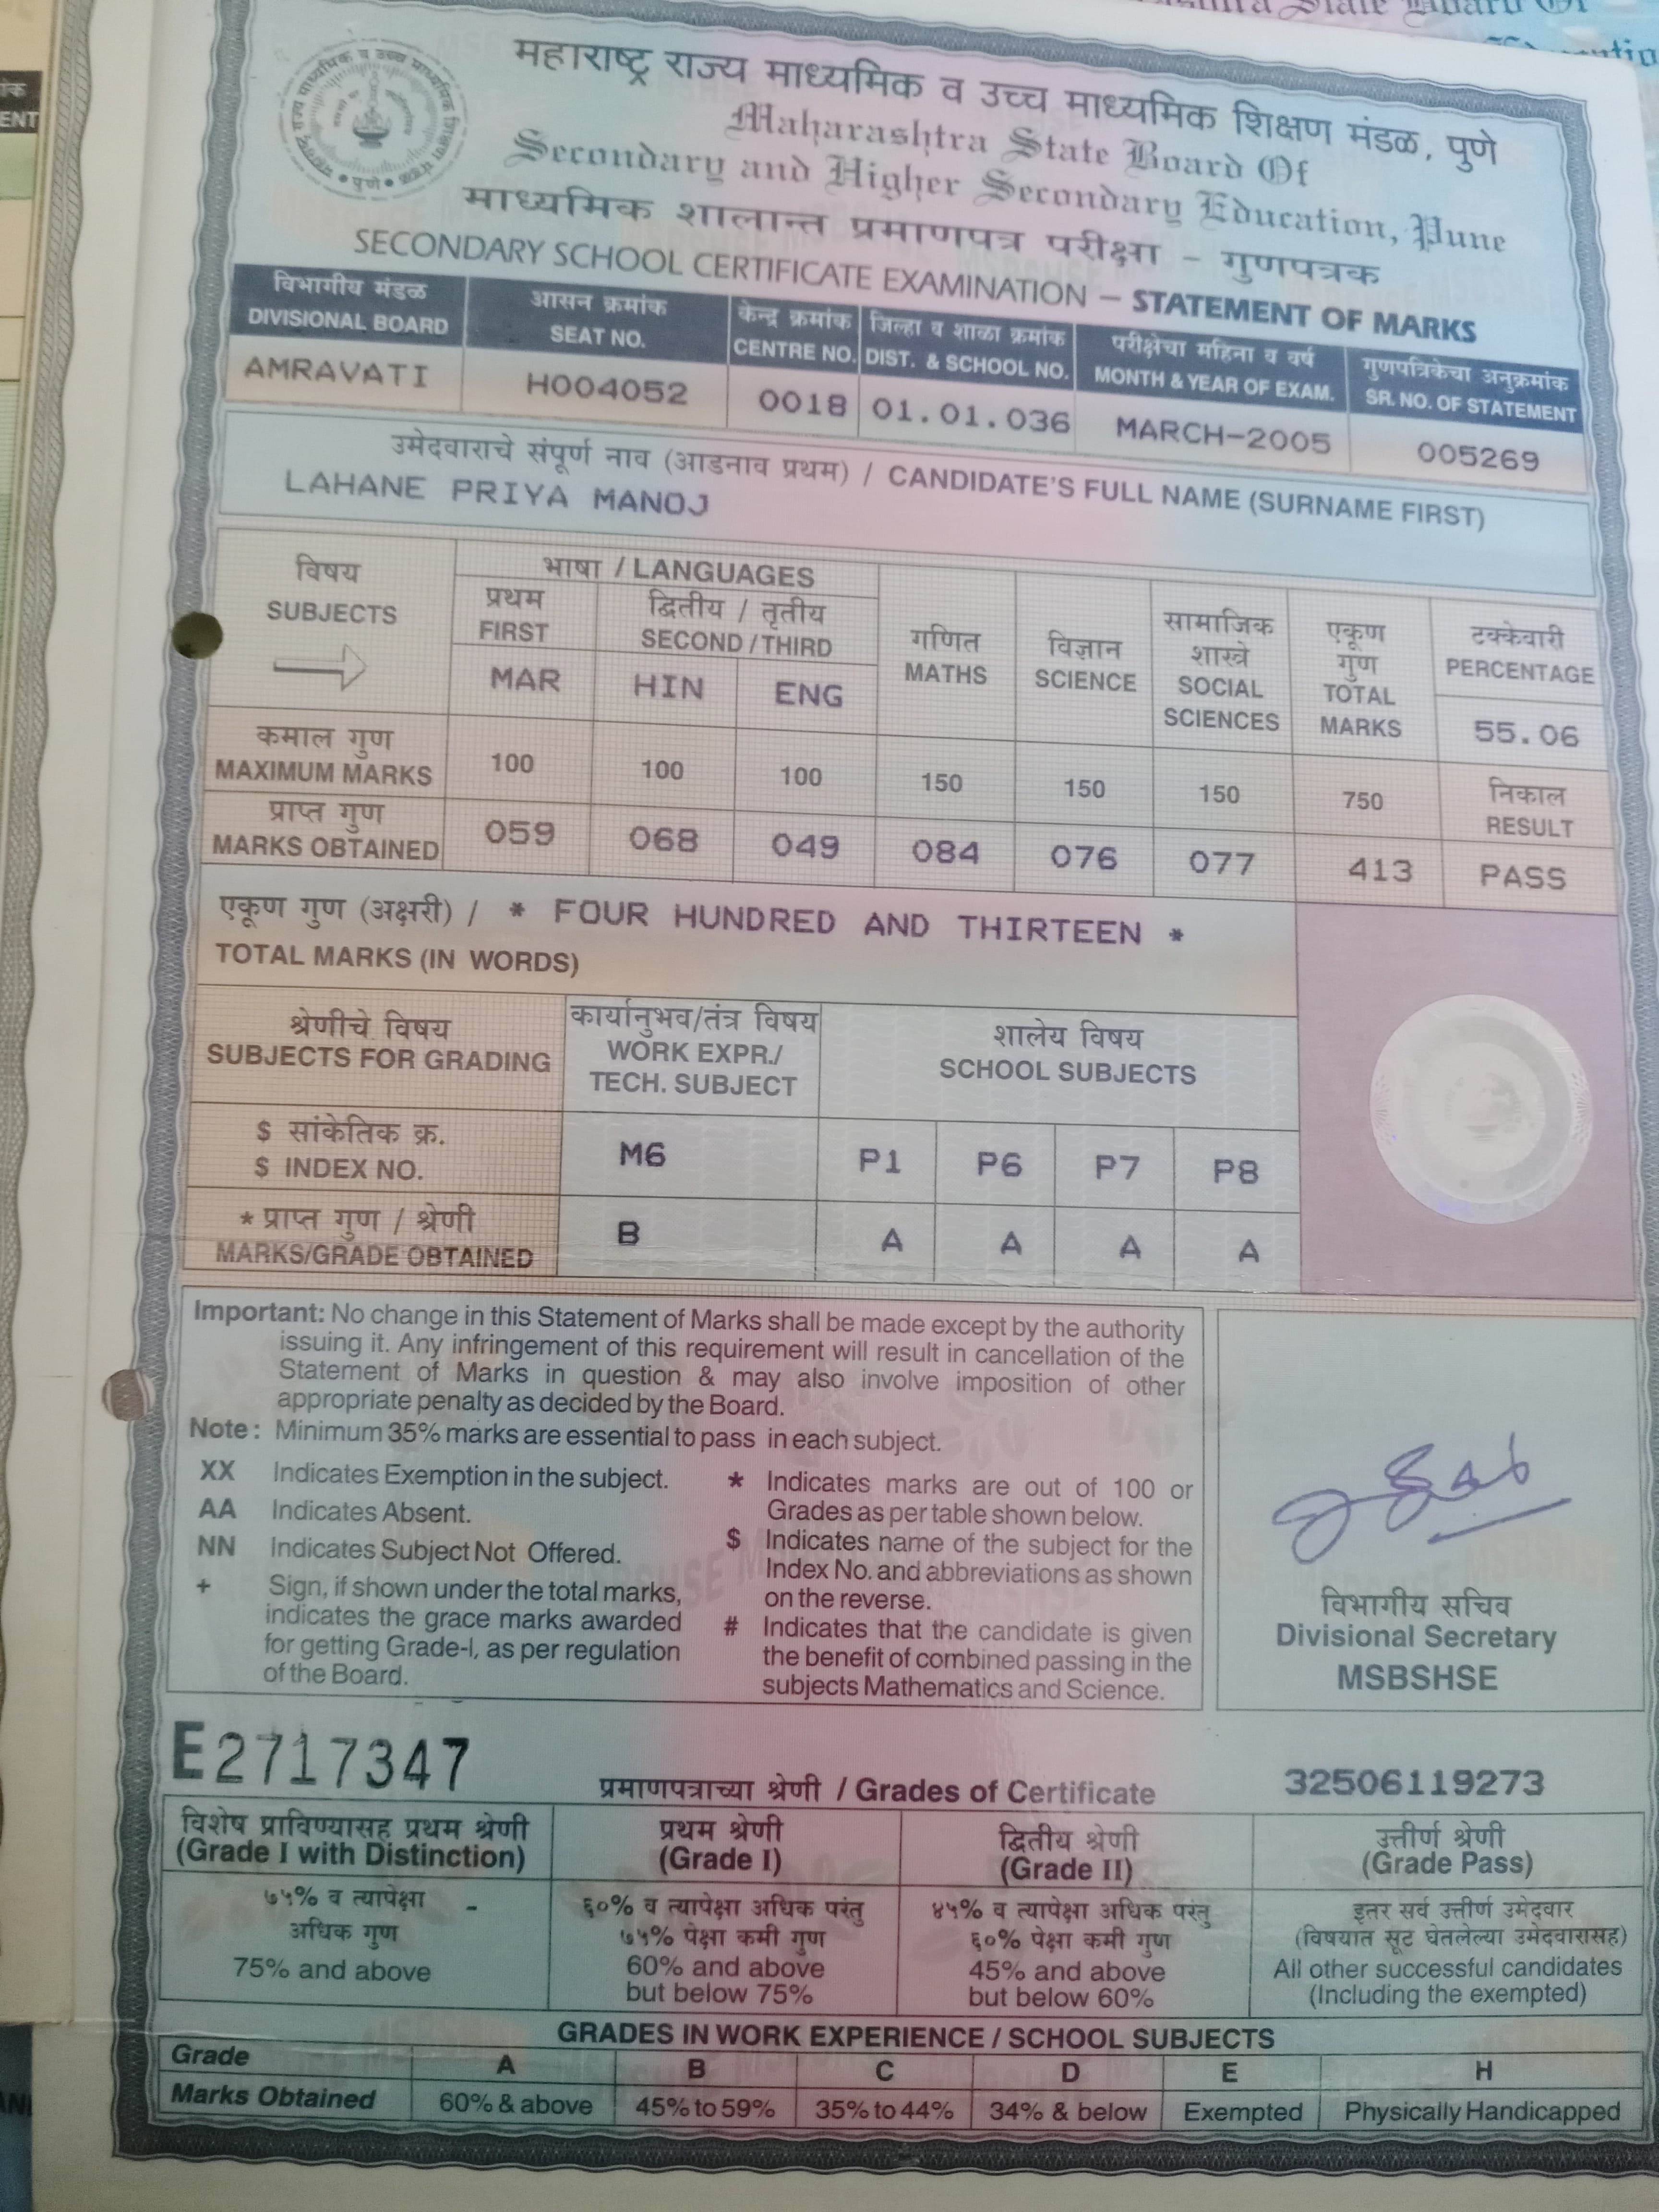 महाराष्ट्र राज्य माध्यमिक व उच्च माध्यमिक शिक्षण मंडळ, पुणे
Maharashtra State Board Of
Secondary and Higher Secondary Education, Pune
माध्यमिक शालान्त प्रमाणपत्र परीक्षा - गुणपत्रक
SECONDARY SCHOOL CERTIFICATE EXAMINATION – STATEMENT OF MARKS
विभागीय मंडळ आसन क्रमांक केन्द्र क्रमांक जिल्हा व शाळा क्रमांक परीक्षेचा महिना व वर्ष गुणपत्रिकेचा अनुक्रमांक
DIVISIONAL BOARD SEAT NO. CENTRE NO. DIST. & SCHOOL NO. MONTH & YEAR OF EXAM. SR. NO. OF STATEMENT
AMRAVATI H004052 0018 01.01.036 MARCH-2005 005269
उमेदवाराचे संपूर्ण नाव (आडनाव प्रथम) / CANDIDATE'S FULL NAME (SURNAME FIRST)
LAHANE PRIYA MANOJ
विषय
SUBJECTS
भाषा / LANGUAGES
प्रथम
FIRST
द्वितीय / तृतीय
SECOND / THIRD
MAR HIN ENG
गणित
MATHS
विज्ञान
SCIENCE
सामाजिक
शास्त्रे
SOCIAL
SCIENCES
एकूण
गुण
TOTAL
MARKS
टक्केवारी
PERCENTAGE
55.06
कमाल गुण
MAXIMUM MARKS 100 100 100 150 150 150 750
निकाल
RESULT
प्राप्त गुण
MARKS OBTAINED 059 068 049 084 076 077 413 PASS
एकूण गुण (अक्षरी) / * FOUR HUNDRED AND THIRTEEN *
TOTAL MARKS (IN WORDS)
श्रेणीचे विषय
SUBJECTS FOR GRADING
कार्यानुभव/तंत्र विषय
WORK EXPR./
TECH. SUBJECT
शालेय विषय
SCHOOL SUBJECTS
$ सांकेतिक क्र.
$ INDEX NO. M6 P1 P6 P7 P8
* प्राप्त गुण / श्रेणी
MARKS/GRADE OBTAINED B A A A A
Important: No change in this Statement of Marks shall be made except by the authority
issuing it. Any infringement of this requirement will result in cancellation of the
Statement of Marks in question & may also involve imposition of other
appropriate penalty as decided by the Board.
Note : Minimum 35% marks are essential to pass in each subject.
XX Indicates Exemption in the subject.
AA Indicates Absent.
NN Indicates Subject Not Offered.
+ Sign, if shown under the total marks,
indicates the grace marks awarded
for getting Grade-I, as per regulation
of the Board.
* Indicates marks are out of 100 or
Grades as per table shown below.
$ Indicates name of the subject for the
Index No. and abbreviations as shown
on the reverse.
# Indicates that the candidate is given
the benefit of combined passing in the
subjects Mathematics and Science.
विभागीय सचिव
Divisional Secretary
MSBSHSE
E2717347
प्रमाणपत्राच्या श्रेणी / Grades of Certificate
32506119273
विशेष प्राविण्यासह प्रथम श्रेणी
(Grade I with Distinction)
प्रथम श्रेणी
(Grade I)
द्वितीय श्रेणी
(Grade II)
उत्तीर्ण श्रेणी
(Grade Pass)
७५% व त्यापेक्षा
अधिक गुण
75% and above
६०% व त्यापेक्षा अधिक परंतु
७५% पेक्षा कमी गुण
60% and above
but below 75%
४५% व त्यापेक्षा अधिक परंतु
६०% पेक्षा कमी गुण
45% and above
but below 60%
इतर सर्व उत्तीर्ण उमेदवार
(विषयात सूट घेतलेल्या उमेदवारासह)
All other successful candidates
(Including the exempted)
GRADES IN WORK EXPERIENCE / SCHOOL SUBJECTS
Grade A B C D E H
Marks Obtained 60% & above 45% to 59% 35% to 44% 34% & below Exempted Physically Handicapped